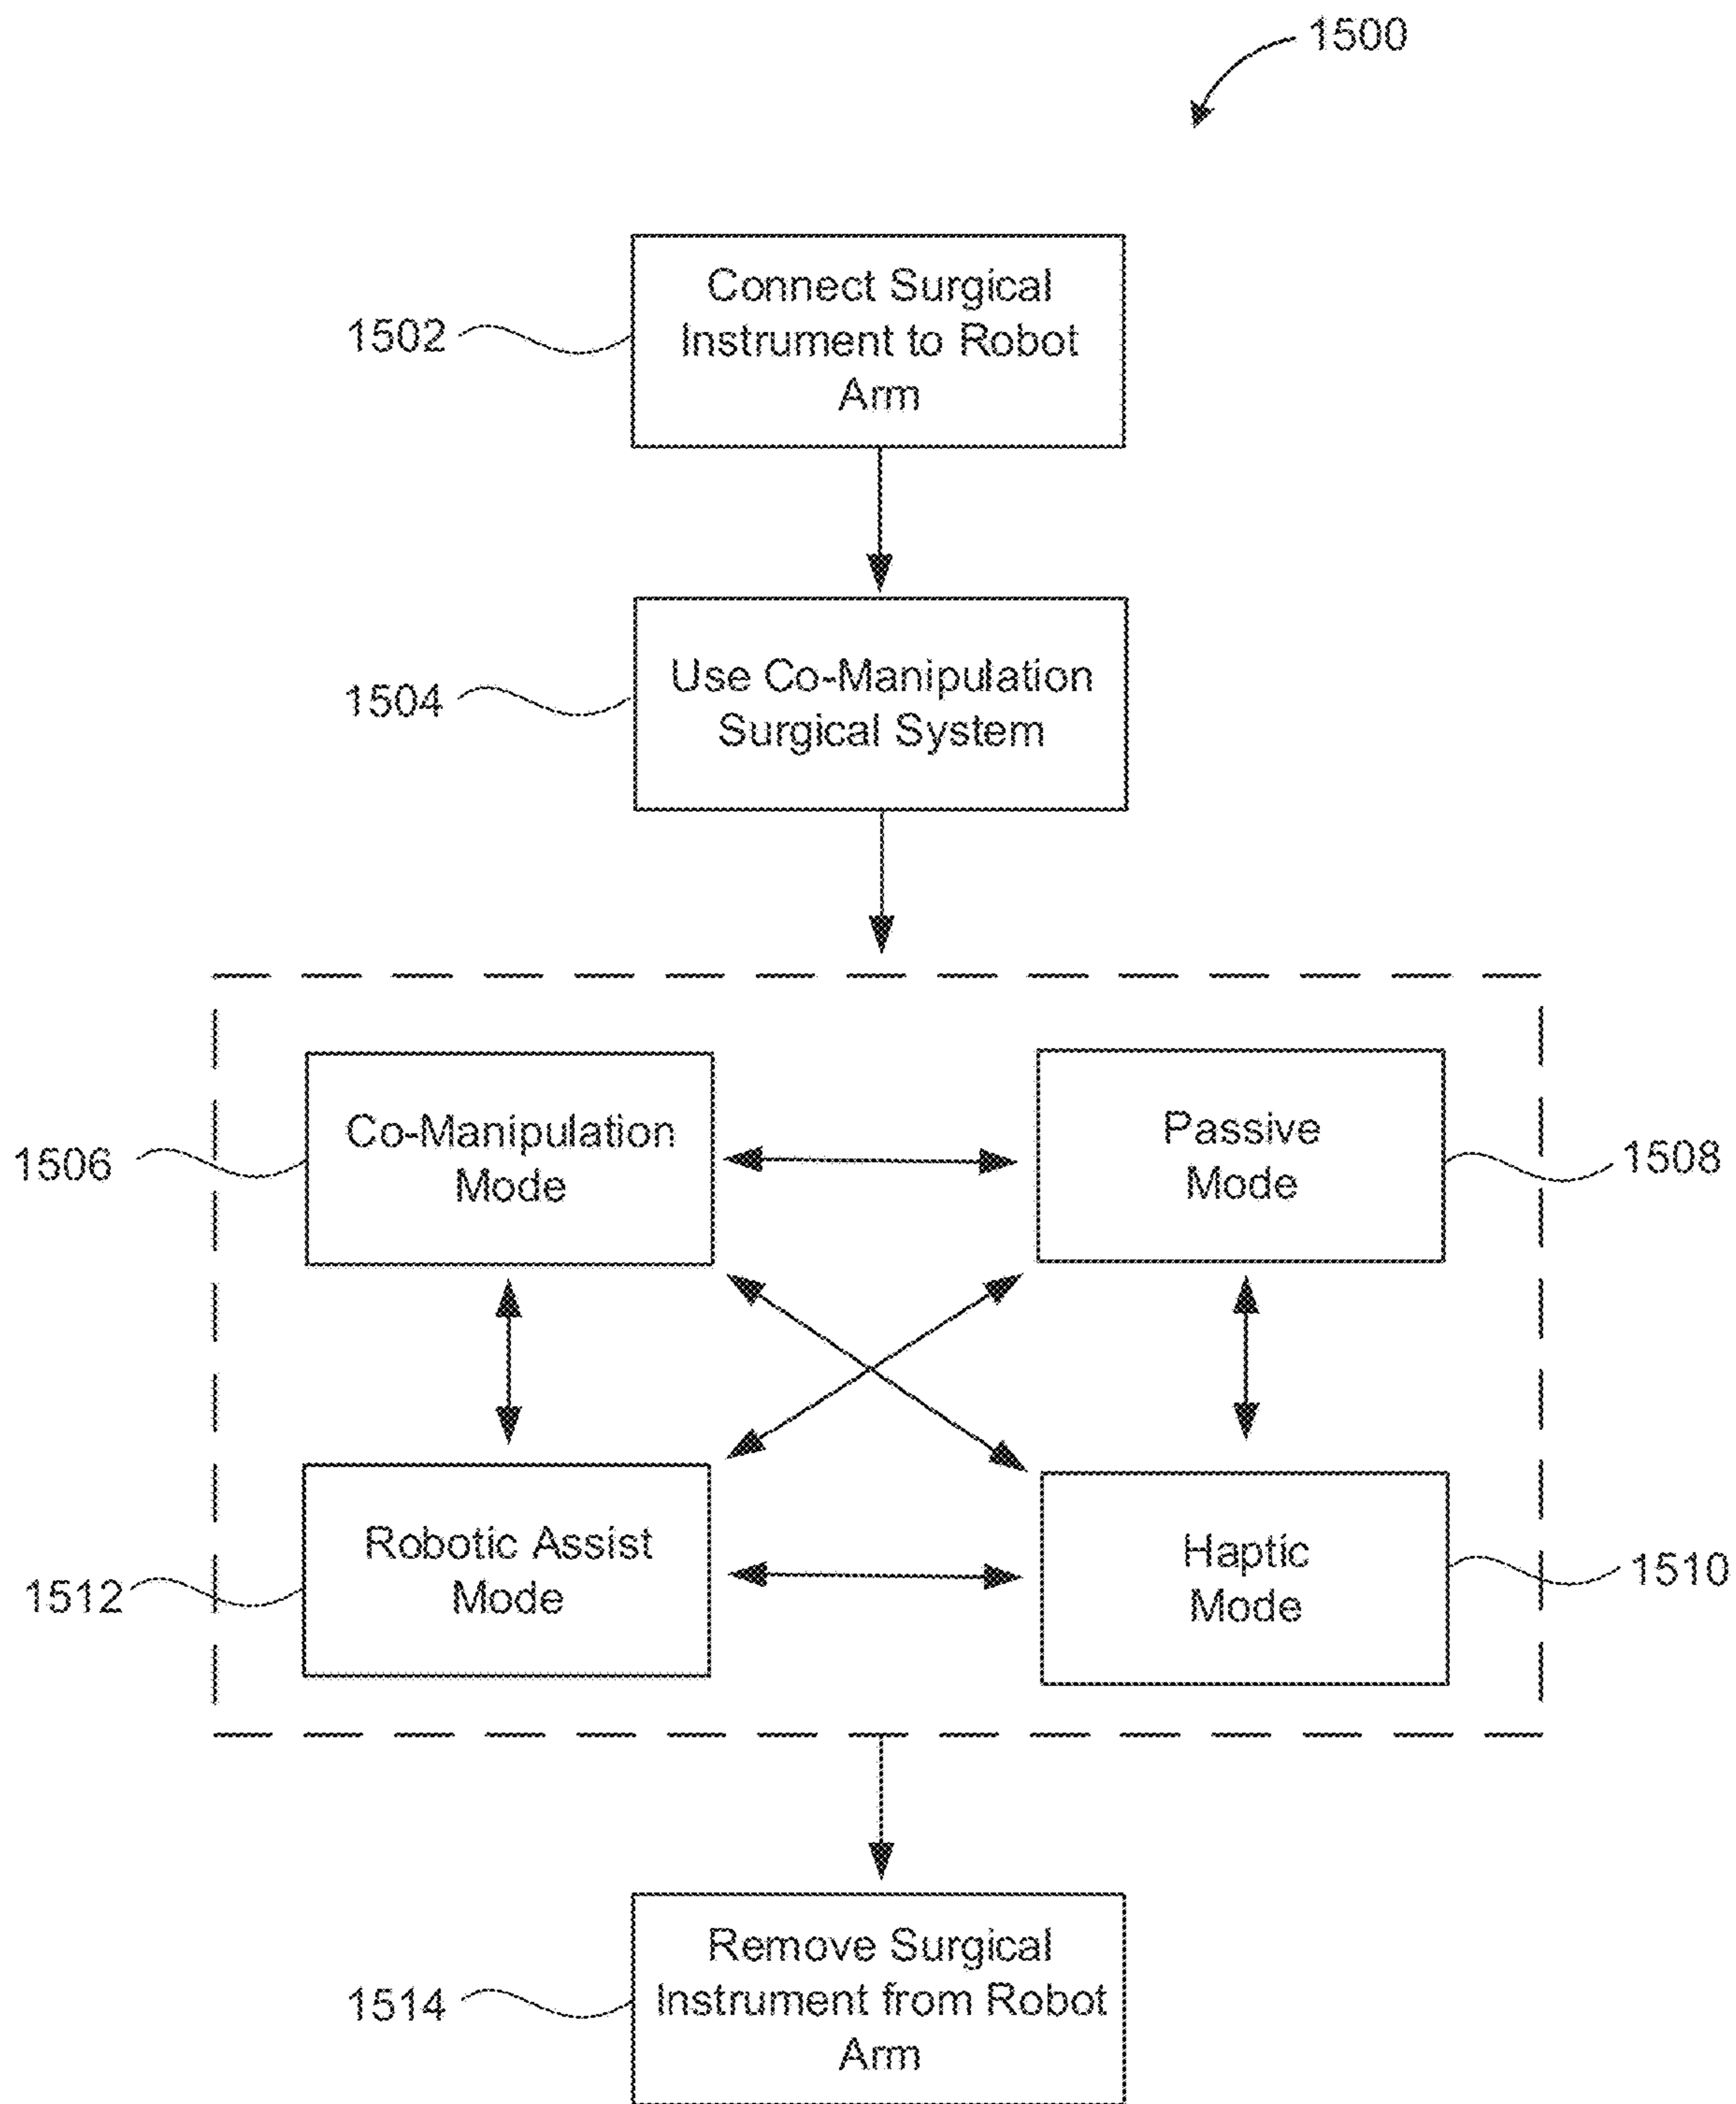 1500
Connect Surgical
Instrument to Robot
Arm
1502
Use Co-Manipulation
Surgical System
1504
Co-Manipulation
Mode
1506
Passive
Mode
1508
Robotic Assist
Mode
1512
Haptic
Mode
1510
Remove Surgical
Instrument from Robot
Arm
1514